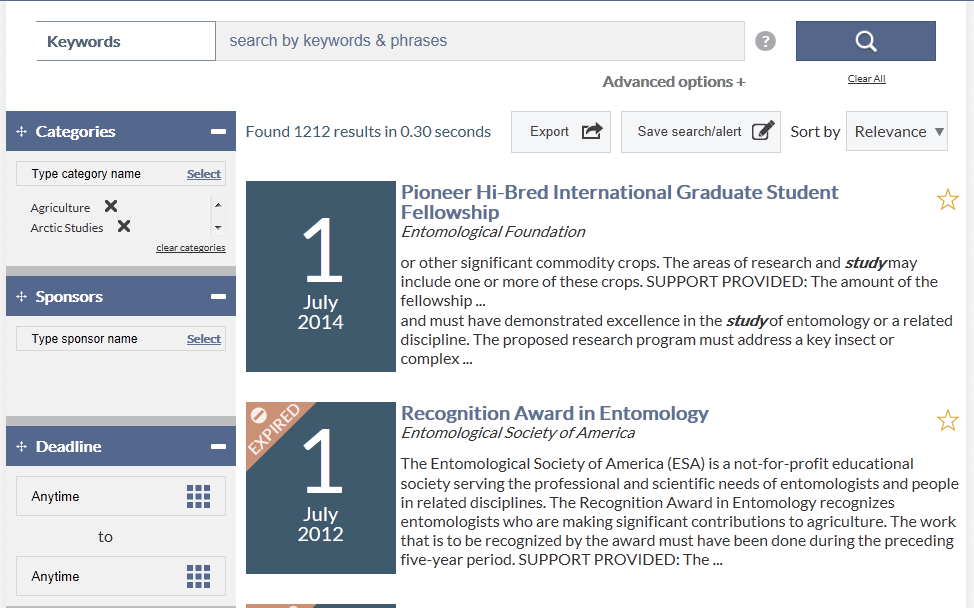 Keywords
search by keywords & phrases
?
Advanced options +
Clear All
Categories
Type category name Select
Agriculture
Arctic Studies
clear categories
Sponsors
Type sponsor name Select
Deadline
Anytime
to
Anytime
Found 1212 results in 0.30 seconds
Export
Save search/alert
Sort by Relevance
1
July
2014
Pioneer Hi-Bred International Graduate Student
Fellowship
Entomological Foundation
or other significant commodity crops. The areas of research and study may
include one or more of these crops. SUPPORT PROVIDED: The amount of the
fellowship ...
and must have demonstrated excellence in the study of entomology or a related
discipline. The proposed research program must address a key insect or
complex ...
EXPIRED
1
July
2012
Recognition Award in Entomology
Entomological Society of America
The Entomological Society of America (ESA) is a not-for-profit educational
society serving the professional and scientific needs of entomologists and people
in related disciplines. The Recognition Award in Entomology recognizes
entomologists who are making significant contributions to agriculture. The work
that is to be recognized by the award must have been done during the preceding
five-year period. SUPPORT PROVIDED: The ...